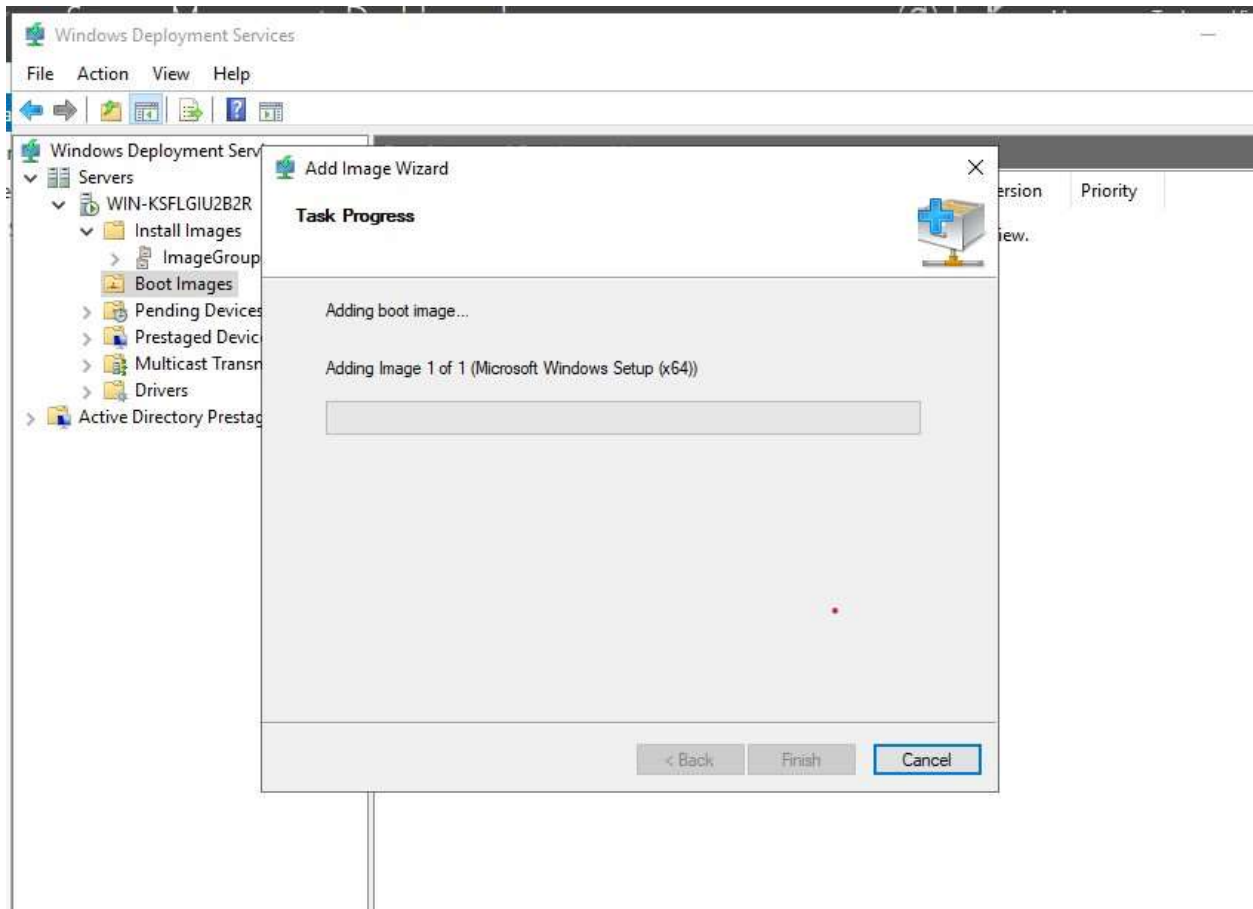 Windows Deployment Services
File Action View Help
Windows Deployment Serv
Servers
WIN-KSFLGIU2B2R
Install Images
ImageGroup
Boot Images
Pending Devices
Prestaged Devic
Multicast Transn
Drivers
Active Directory Prestag
Add Image Wizard
Task Progress
Adding boot image...
Adding Image 1 of 1 (Microsoft Windows Setup (x64))
< Back Finish Cancel
ersion Priority
iew.